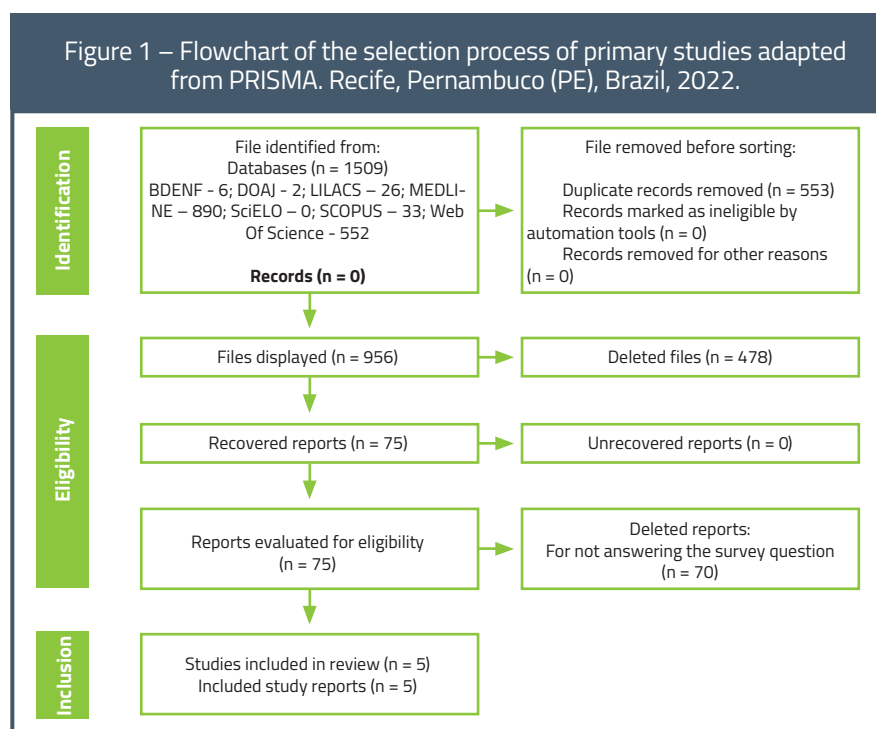 Figure 1 – Flowchart of the selection process of primary studies adapted
from PRISMA. Recife, Pernambuco (PE), Brazil, 2022.
Identification
File identified from:
Databases (n = 1509)
BDENF - 6; DOAJ - 2; LILACS – 26; MEDLI-
NE – 890; SciELO – 0; SCOPUS – 33; Web
Of Science - 552
Records (n = 0)
File removed before sorting:
Duplicate records removed (n = 553)
Records marked as ineligible by
automation tools (n = 0)
Records removed for other reasons
(n = 0)
Eligibility
Files displayed (n = 956)
Deleted files (n = 478)
Recovered reports (n = 75)
Unrecovered reports (n = 0)
Reports evaluated for eligibility
(n = 75)
Deleted reports:
For not answering the survey question
(n = 70)
Inclusion
Studies included in review (n = 5)
Included study reports (n = 5)